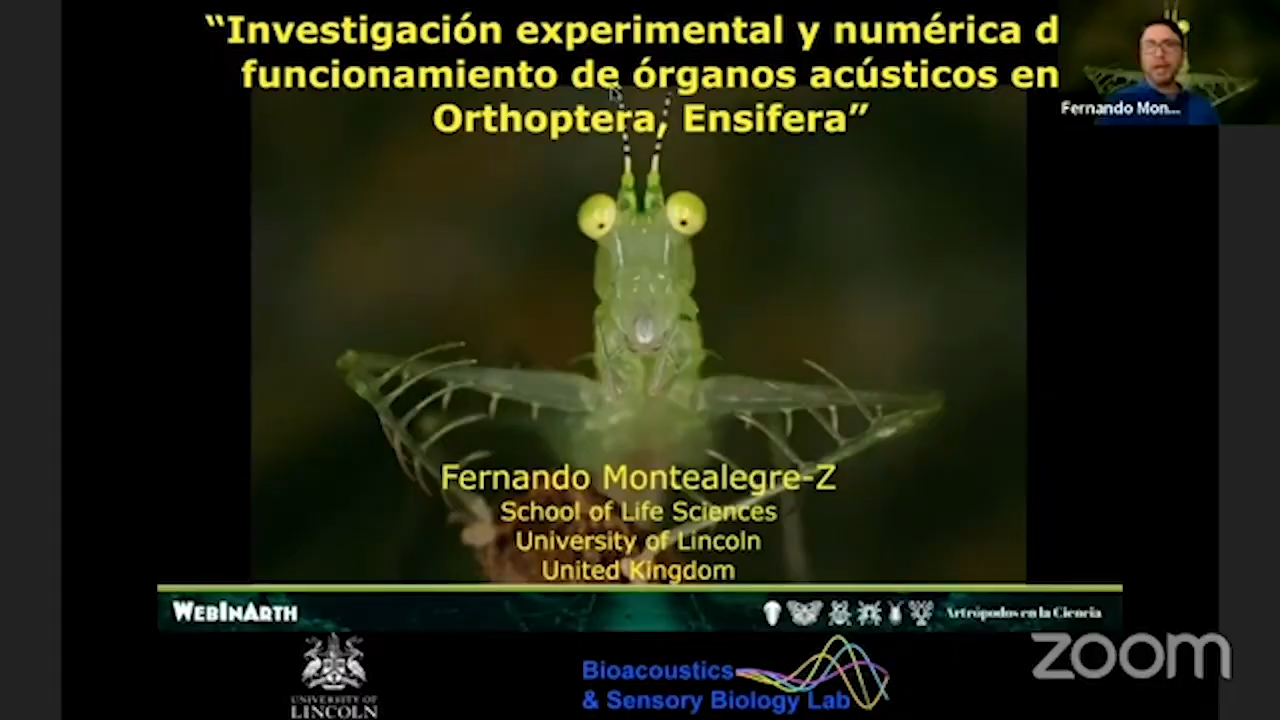 “Investigación experimental y numérica d
funcionamiento de órganos acústicos en
Orthoptera, Ensifera”
Fernando Mon...
Fernando Montealegre-Z
School of Life Sciences
University of Lincoln
United Kingdom
WEBINARTH
Artrópodos en la Ciencia
zoom
UNIVERSITY OF
LINCOLN
Bioacoustics
& Sensory Biology Lab